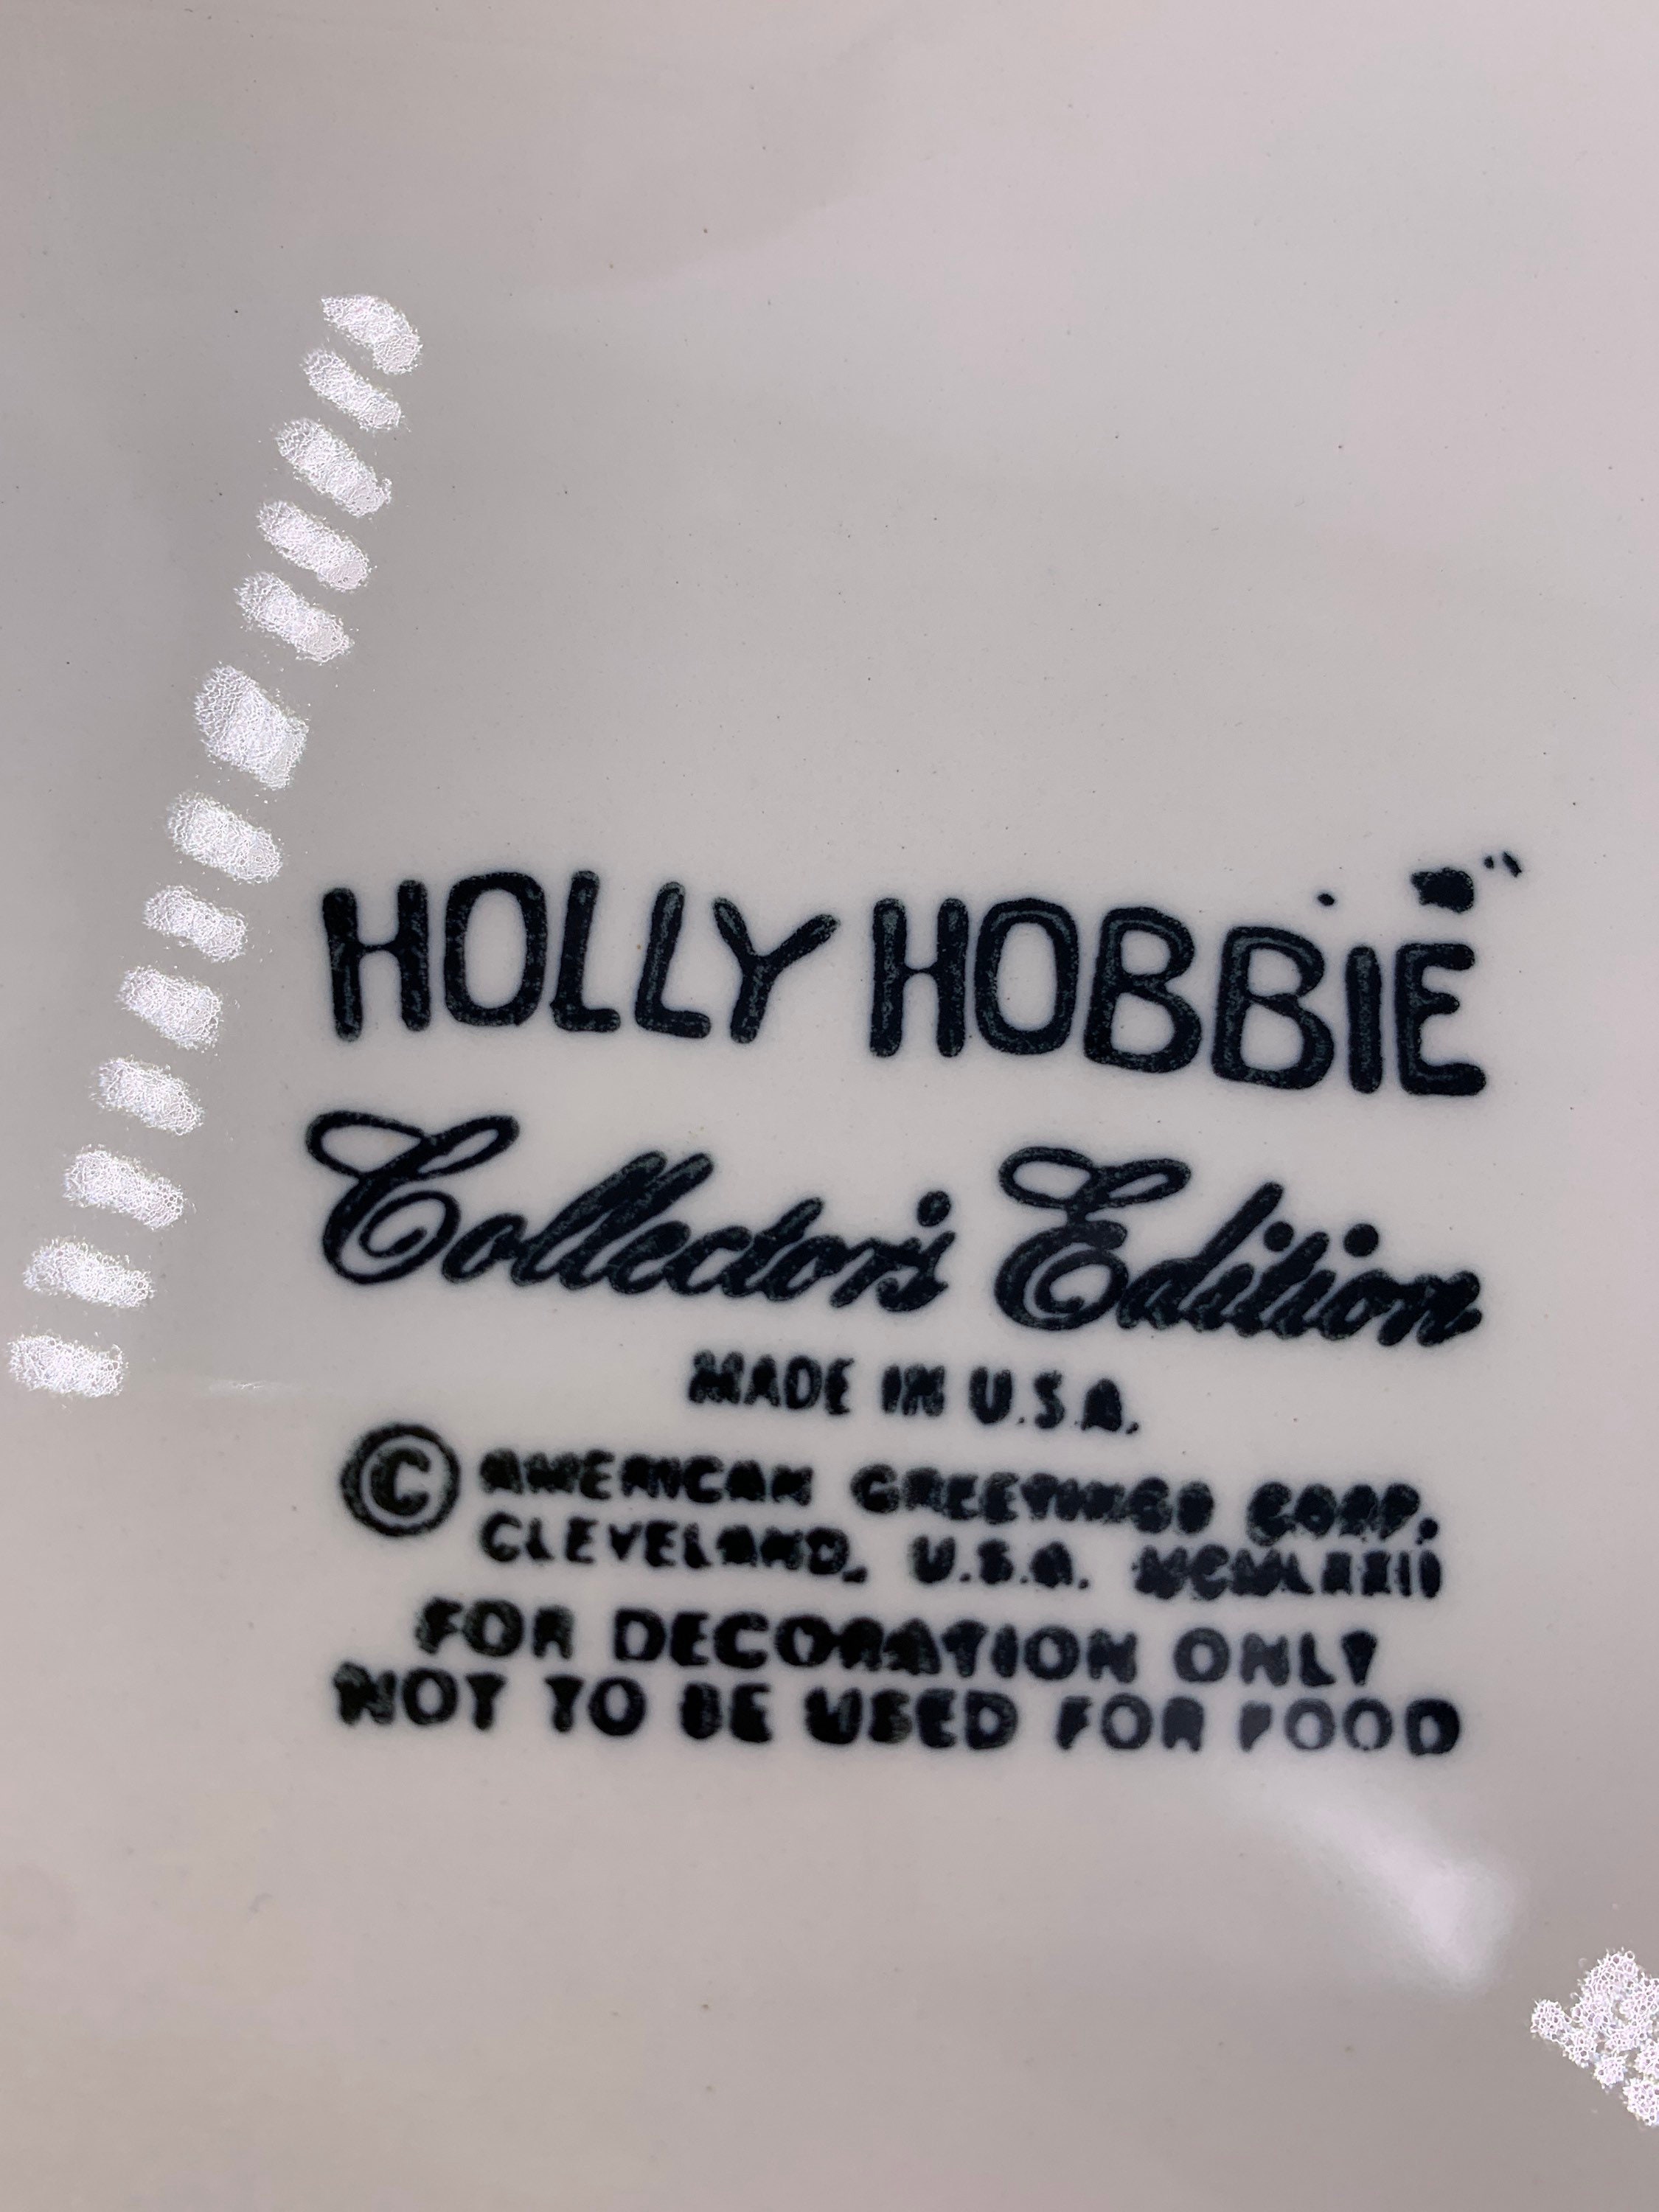 HOLLY HOBBIE
Collector's Edition
MADE IN U.S.A.
© AMERICAN GREETINGS CORP.
CLEVELAND, U.S.A. MCMLXXII
FOR DECORATION ONLY
NOT TO BE USED FOR FOOD